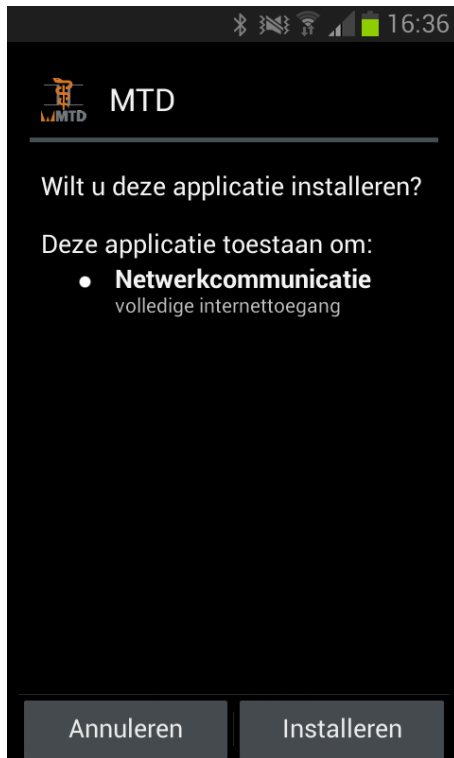 16:36
MTD
MTD
Wilt u deze applicatie installeren?
Deze applicatie toestaan om:
● Netwerkcommunicatie
volledige internettoegang
Annuleren
Installeren